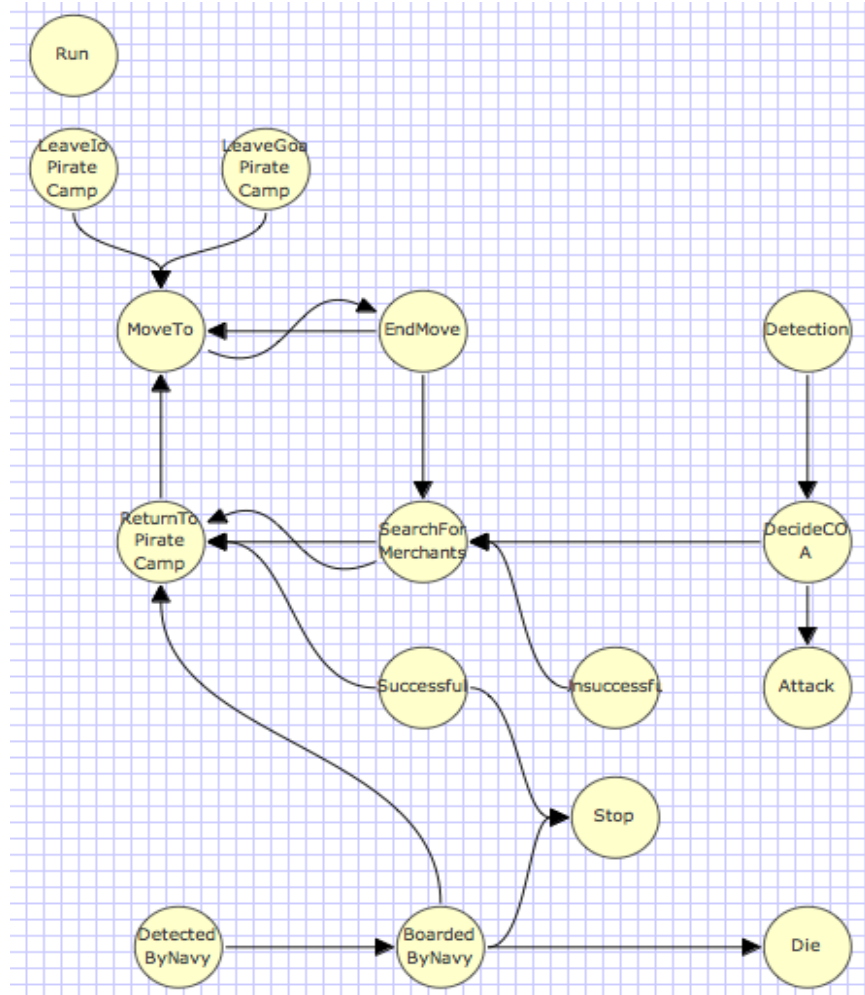 Run
LeaveIo
Pirate
Camp
LeaveGoa
Pirate
Camp
MoveTo
EndMove
Detection
ReturnTo
Pirate
Camp
SearchFor
Merchants
DecideCO
A
Successful
Unsuccessfu
Attack
Stop
Detected
ByNavy
Boarded
ByNavy
Die